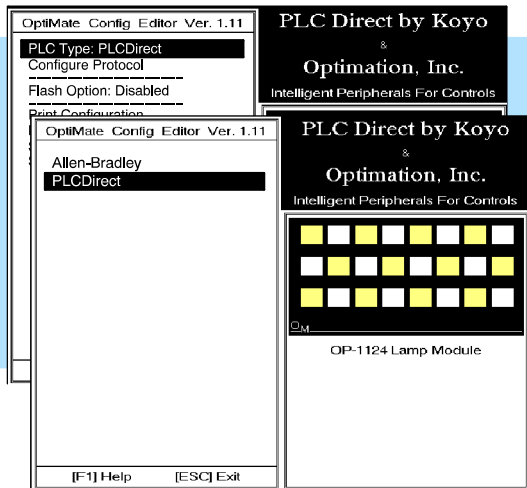 OptiMate Config Editor Ver. 1.11
PLC Type: PLCDirect
Configure Protocol
Flash Option: Disabled
Print Configuration
PLC Direct by Koyo
&
Optimation, Inc.
Intelligent Peripherals For Controls
OptiMate Config Editor Ver. 1.11
Allen-Bradley
PLCDirect
[F1] Help [ESC] Exit
PLC Direct by Koyo
&
Optimation, Inc.
Intelligent Peripherals For Controls
OM
OP-1124 Lamp Module